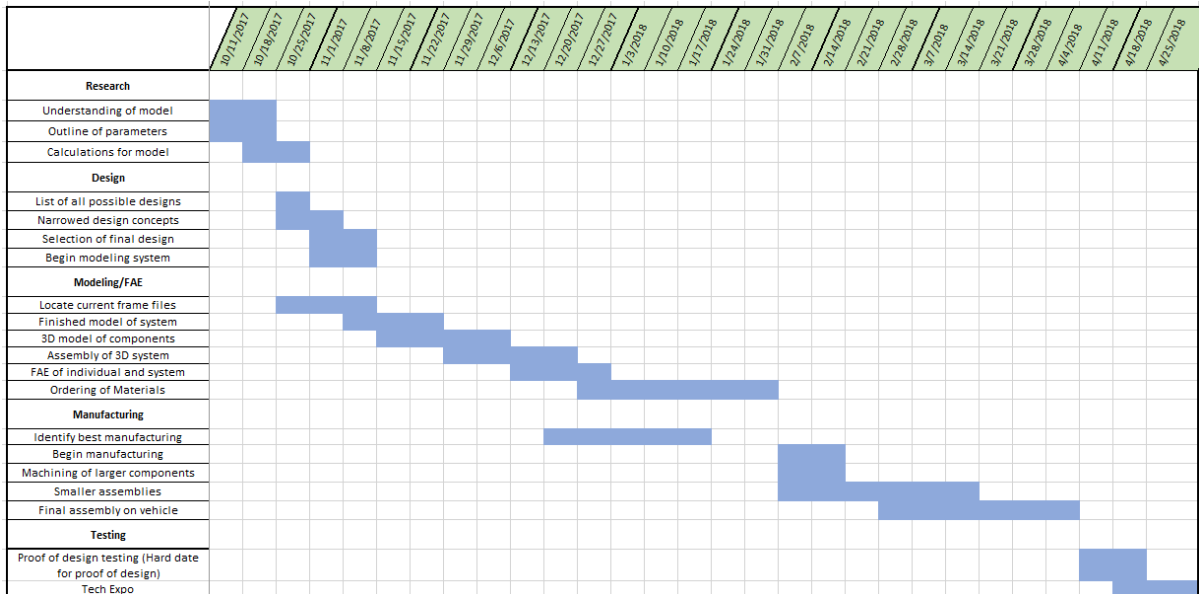 10/11/2017
10/18/2017
10/25/2017
11/1/2017
11/8/2017
11/15/2017
11/22/2017
11/29/2017
12/6/2017
12/13/2017
12/20/2017
12/27/2017
1/3/2018
1/10/2018
1/17/2018
1/24/2018
1/31/2018
2/7/2018
2/14/2018
2/21/2018
2/28/2018
3/7/2018
3/14/2018
3/21/2018
3/28/2018
4/4/2018
4/11/2018
4/18/2018
4/25/2018
Research
Understanding of model
Outline of parameters
Calculations for model
Design
List of all possible designs
Narrowed design concepts
Selection of final design
Begin modeling system
Modeling/FAE
Locate current frame files
Finished model of system
3D model of components
Assembly of 3D system
FAE of individual and system
Ordering of Materials
Manufacturing
Identify best manufacturing
Begin manufacturing
Machining of larger components
Smaller assemblies
Final assembly on vehicle
Testing
Proof of design testing (Hard date
for proof of design)
Tech Expo